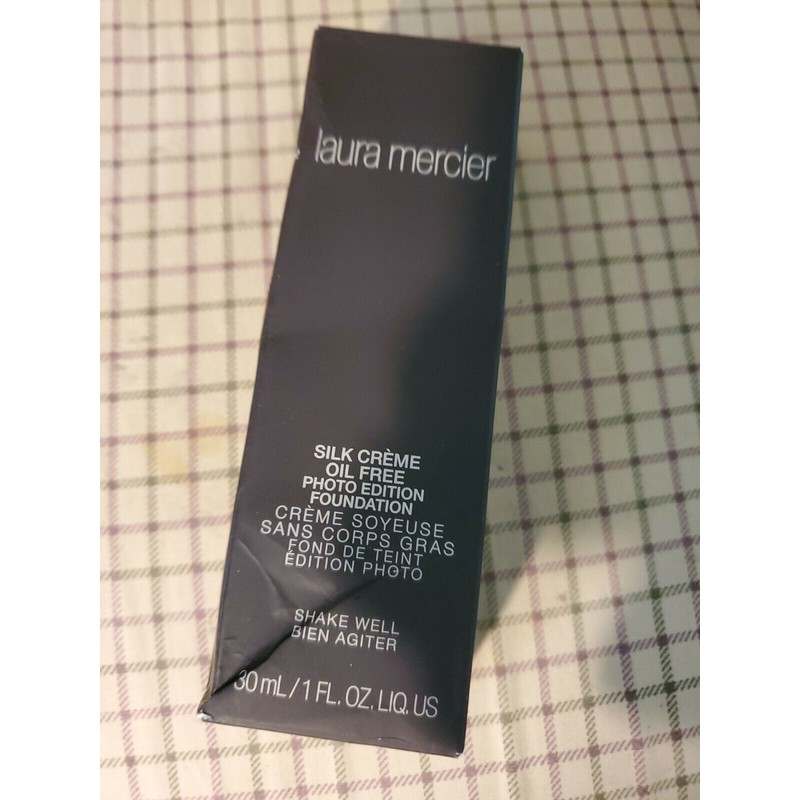 laura mercier
SILK CRÈME
OIL FREE
PHOTO EDITION
FOUNDATION
CRÈME SOYEUSE
SANS CORPS GRAS
FOND DE TEINT
ÉDITION PHOTO
SHAKE WELL
BIEN AGITER
30 mL / 1 FL. OZ. LIQ. US